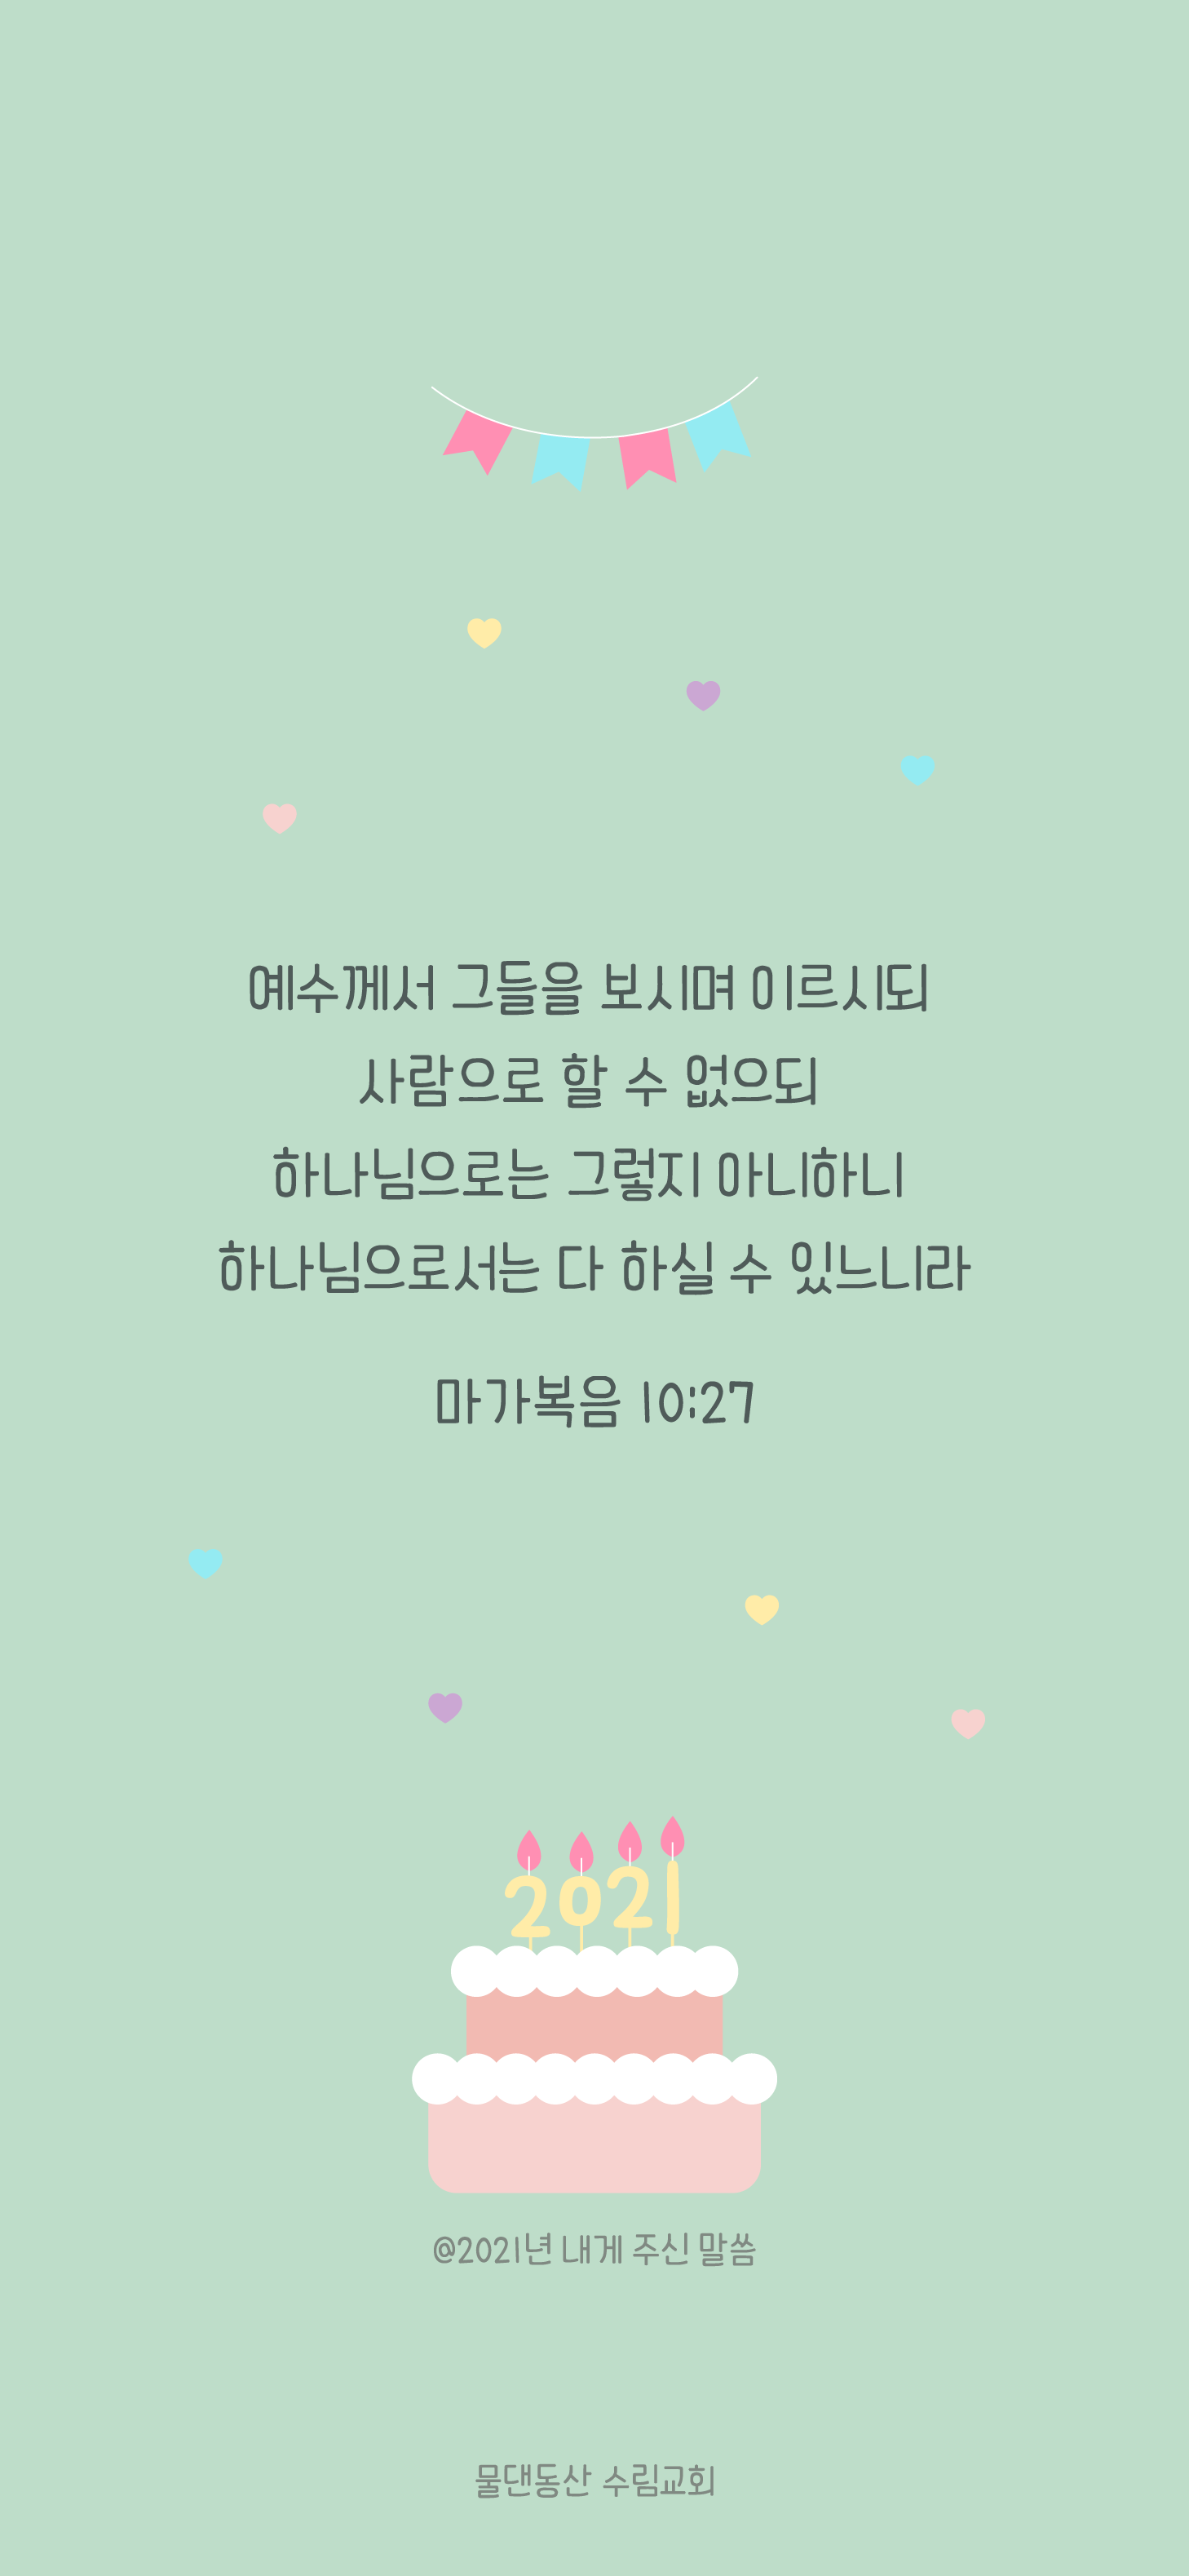 예수께서 그들을 보시며 이르시되
사람으로 할 수 없으되
하나님으로는 그렇지 아니하니
하나님으로서는 다 하실 수 있느니라
마가복음 10:27
2021
@2021년 내게 주신 말씀
물댄동산 수림교회